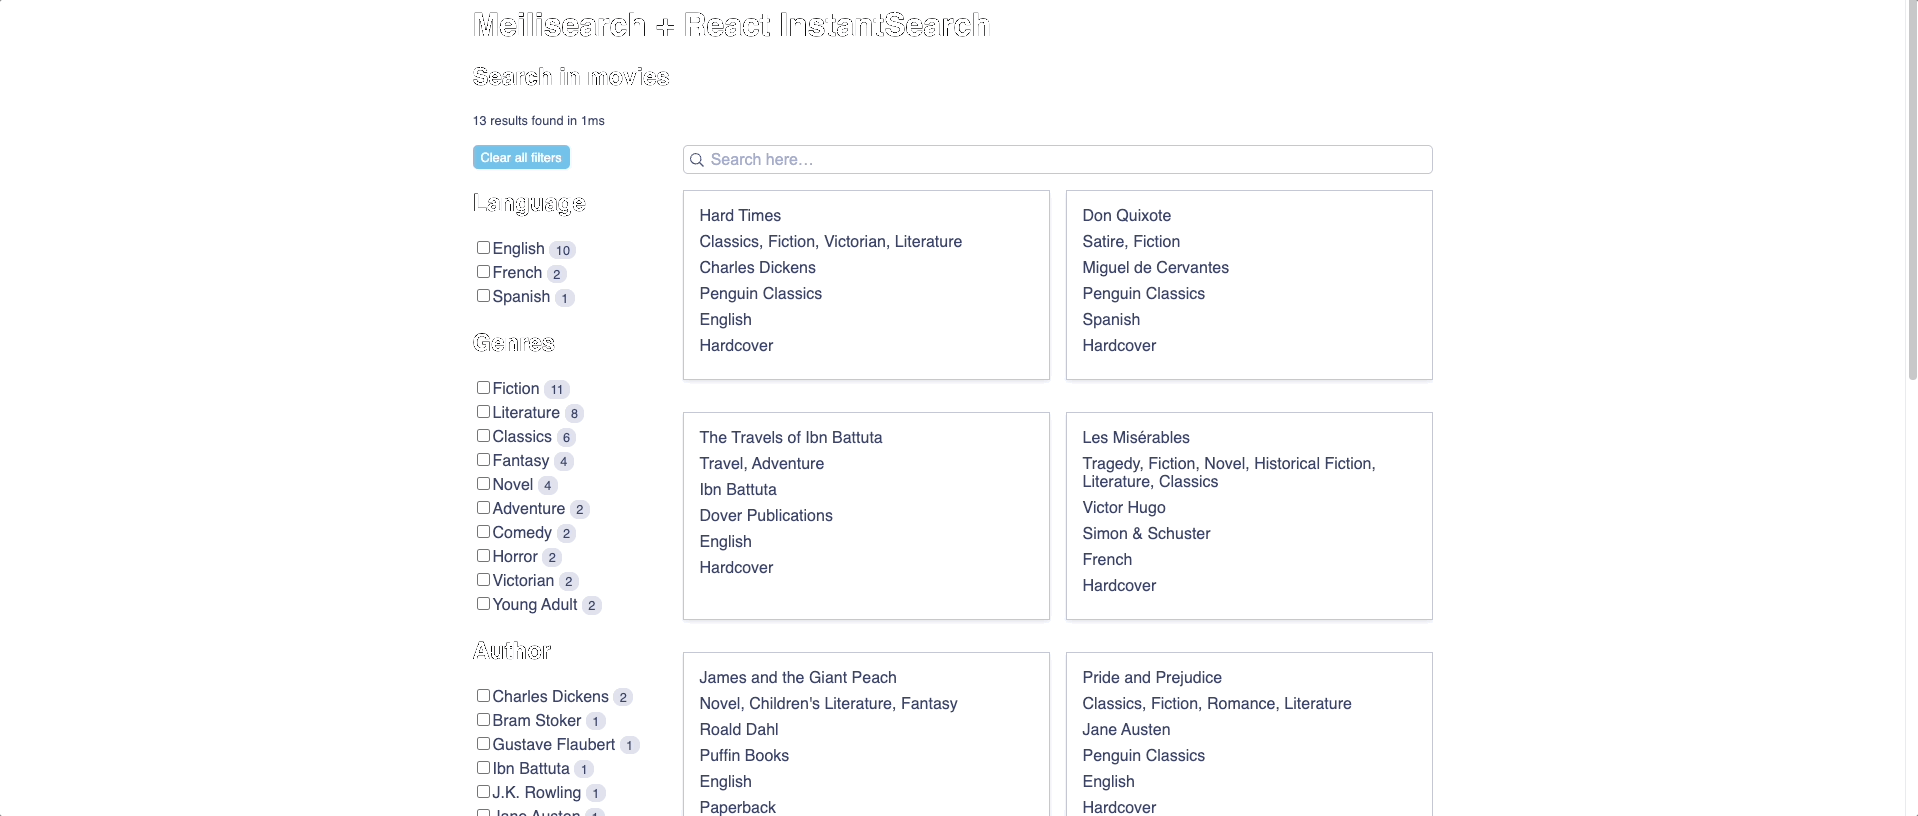 Meilisearch + React InstantSearch
Search in movies
13 results found in 1ms
Clear all filters
Search here…
Language
English 10
French 2
Spanish 1
Genres
Fiction 11
Literature 8
Classics 6
Fantasy 4
Novel 4
Adventure 2
Comedy 2
Horror 2
Victorian 2
Young Adult 2
Author
Charles Dickens 2
Bram Stoker 1
Gustave Flaubert 1
Ibn Battuta 1
J.K. Rowling 1
Jane Austen 1
Hard Times
Classics, Fiction, Victorian, Literature
Charles Dickens
Penguin Classics
English
Hardcover
Don Quixote
Satire, Fiction
Miguel de Cervantes
Penguin Classics
Spanish
Hardcover
The Travels of Ibn Battuta
Travel, Adventure
Ibn Battuta
Dover Publications
English
Hardcover
Les Misérables
Tragedy, Fiction, Novel, Historical Fiction,
Literature, Classics
Victor Hugo
Simon & Schuster
French
Hardcover
James and the Giant Peach
Novel, Children's Literature, Fantasy
Roald Dahl
Puffin Books
English
Paperback
Pride and Prejudice
Classics, Fiction, Romance, Literature
Jane Austen
Penguin Classics
English
Hardcover